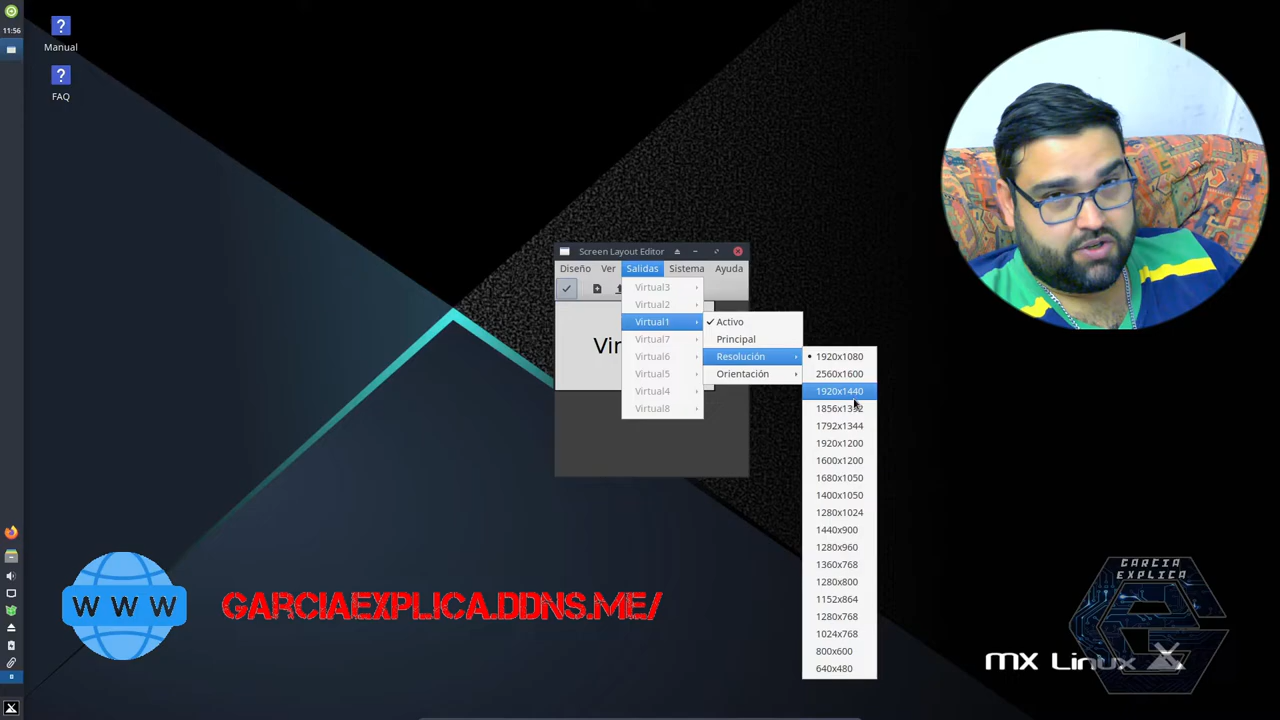 11:56
Manual
FAQ
Screen Layout Editor
Diseño Ver Salidas Sistema Ayuda
Virtual3
Virtual2
Virtual1
Virtual7
Virtual6
Virtual5
Virtual4
Virtual8
Vir
Activo
Principal
Resolución
Orientación
1920x1080
2560x1600
1920x1440
1856x1392
1792x1344
1920x1200
1600x1200
1680x1050
1400x1050
1280x1024
1440x900
1280x960
1360x768
1280x800
1152x864
1280x768
1024x768
800x600
640x480
WWW
GARCIAEXPLICA.DDNS.ME/
GARCIA
EXPLICA
MX Linux